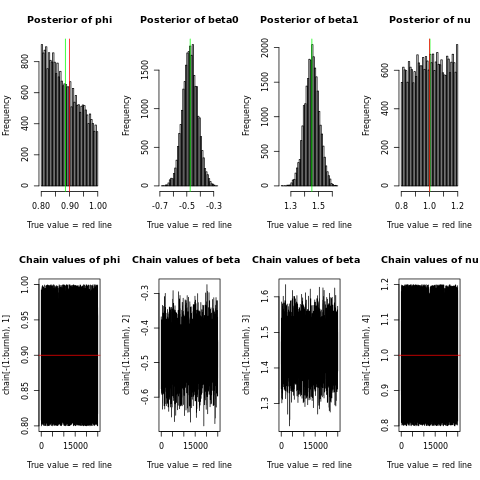 Posterior of phi
Posterior of beta0
Posterior of beta1
Posterior of nu
Frequency
0 200 400 600 800
0.80 0.90 1.00
True value = red line
Frequency
0 500 1000 1500
-0.7 -0.5 -0.3
True value = red line
Frequency
0 500 1000 1500 2000
1.3 1.5
True value = red line
Frequency
0 200 400 600
0.8 1.0 1.2
True value = red line
Chain values of phi
Chain values of beta
Chain values of beta
Chain values of nu
chain[-(1:burnIn), 1]
0.80 0.85 0.90 0.95 1.00
0 15000
True value = red line
chain[-(1:burnIn), 2]
-0.6 -0.5 -0.4 -0.3
0 15000
True value = red line
chain[-(1:burnIn), 3]
1.3 1.4 1.5 1.6
0 15000
True value = red line
chain[-(1:burnIn), 4]
0.8 0.9 1.0 1.1 1.2
0 15000
True value = red line